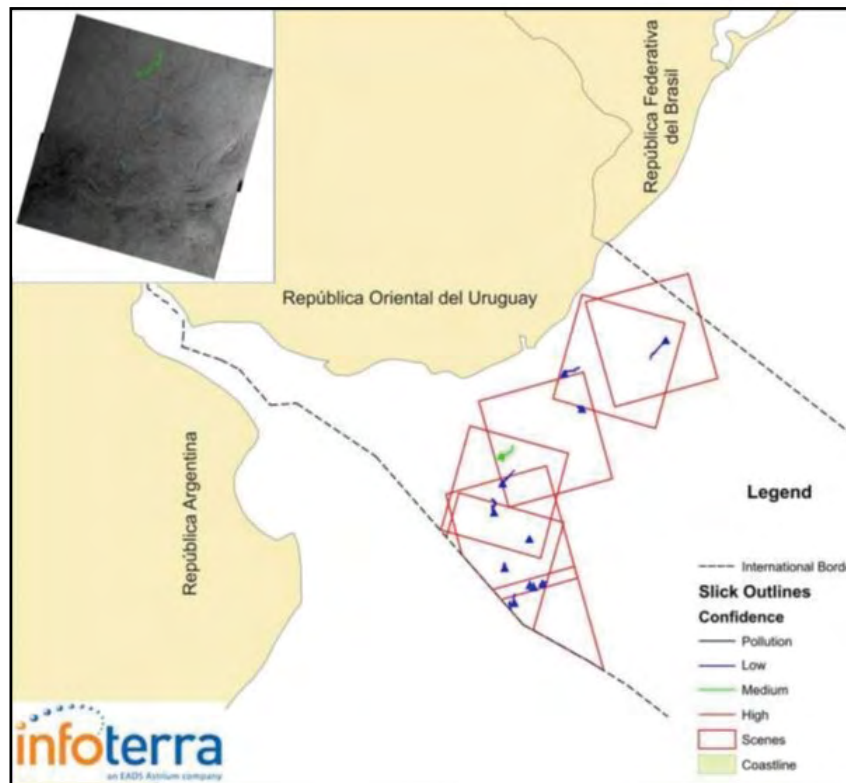 República Federativa
del Brasil
República Oriental del Uruguay
República Argentina
Legend
International Borde
Slick Outlines
Confidence
Pollution
Low
Medium
High
Scenes
Coastline
infoterra
an EADS Astrium company